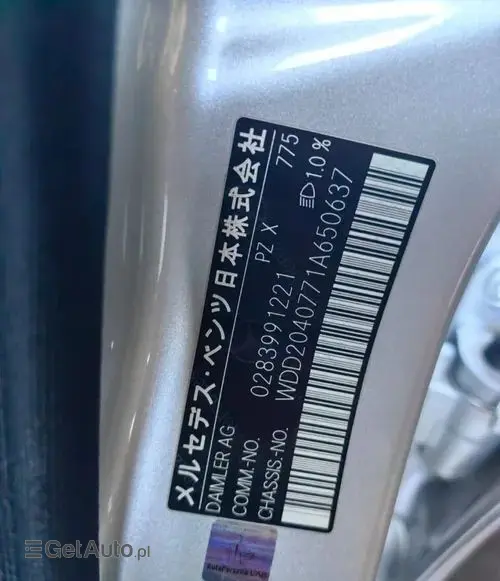 メルセデス・ベンツ日本株式会社
DAIMLER AG
COMM-NO. 02839991221 PZ X 775
CHASSIS-NO. WDD2040771A650637
1.0%
GetAuto.pl